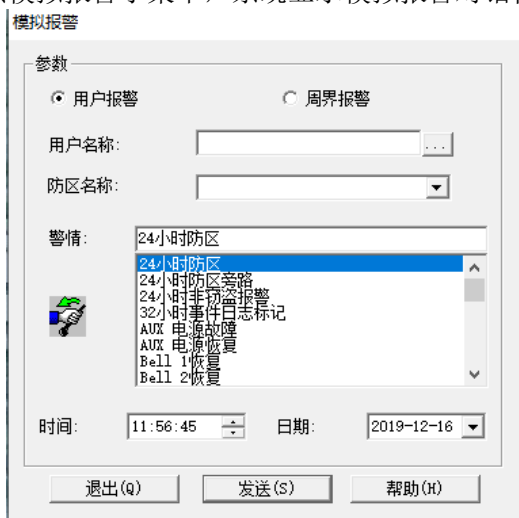 模拟报警
参数
用户报警 周界报警
用户名称: ...
防区名称:
警情: 24小时防区
24小时防区
24小时防区旁路
24小时非窃盗报警
32小时事件日志标记
AUX 电源故障
AUX 电源恢复
Bell 1恢复
Bell 2恢复
时间: 11:56:45 日期: 2019-12-16
退出(Q) 发送(S) 帮助(H)